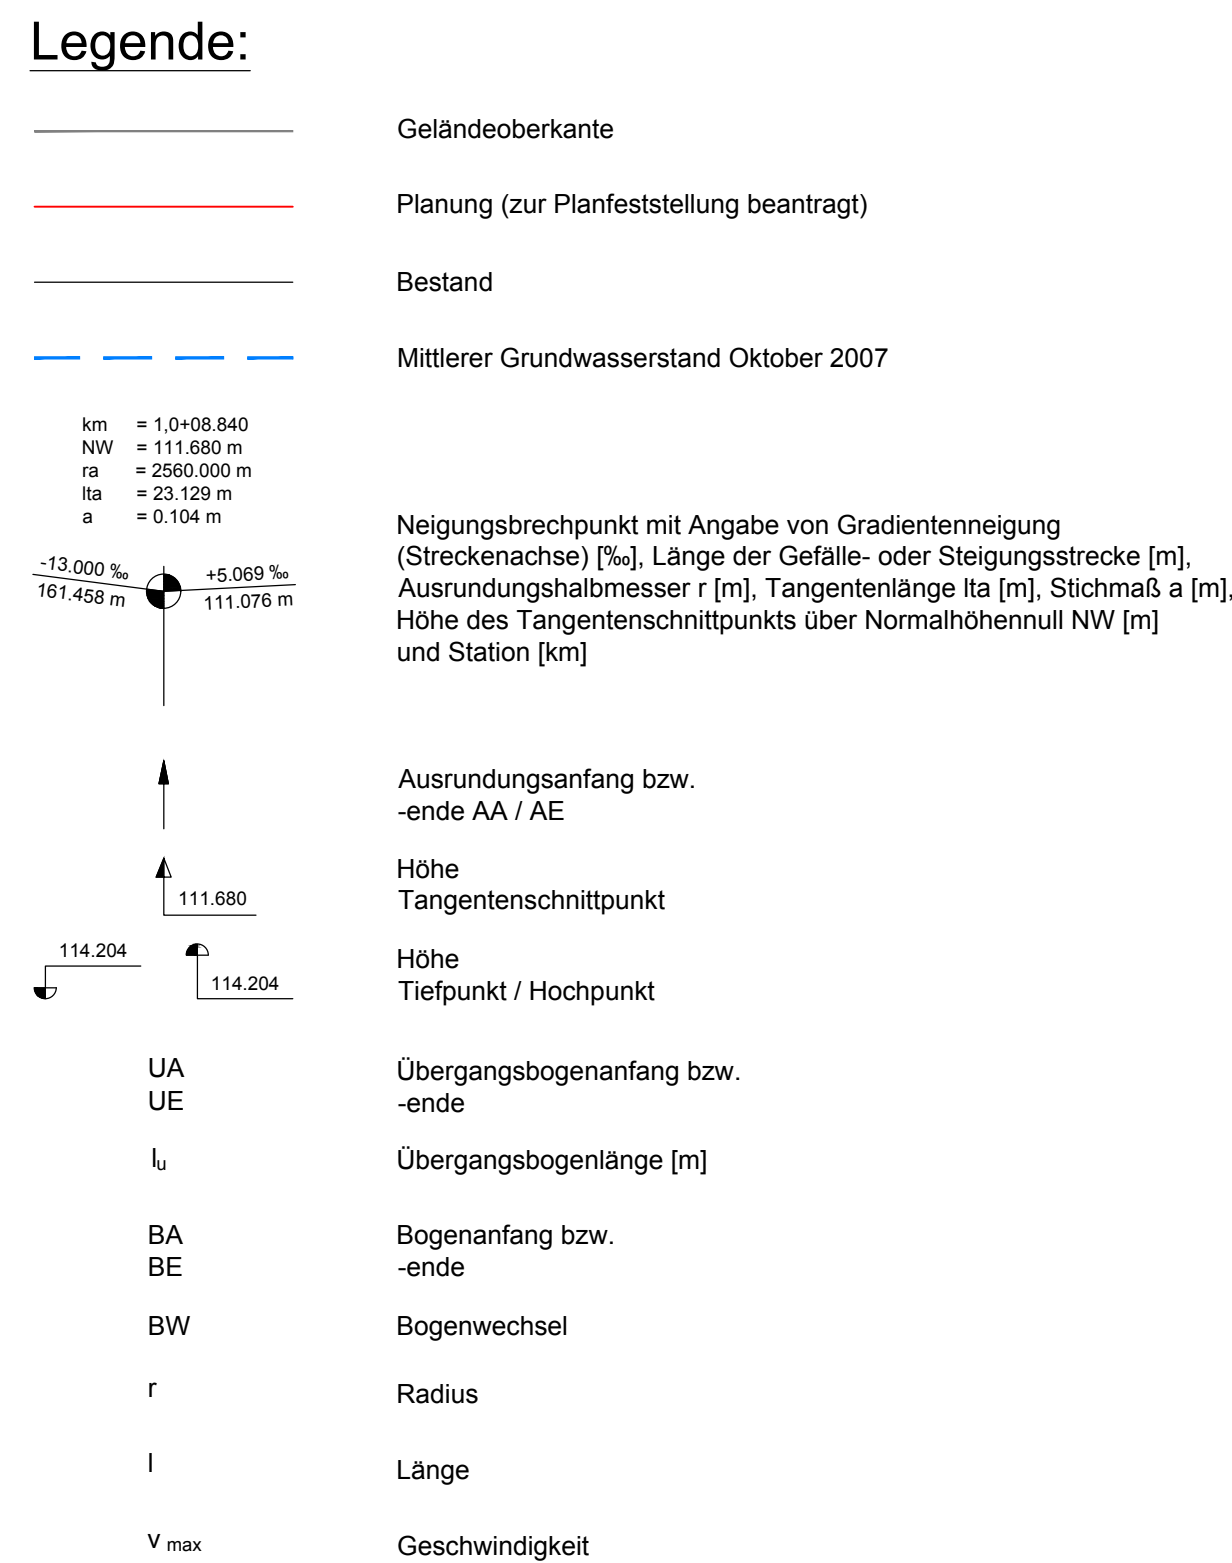 Legende:
Geländeoberkante
Planung (zur Planfeststellung beantragt)
Bestand
Mittlerer Grundwasserstand Oktober 2007
km = 1,0+08.840
NW = 111.680 m
ra = 2560.000 m
lta = 23.129 m
a = 0.104 m
-13.000 ‰
161.458 m
+5.069 ‰
111.076 m
Neigungsbrechpunkt mit Angabe von Gradientenneigung
(Streckenachse) [‰], Länge der Gefälle- oder Steigungsstrecke [m],
Ausrundungshalbmesser r [m], Tangentenlänge lta [m], Stichmaß a [m],
Höhe des Tangentenschnittpunkts über Normalhöhennull NW [m]
und Station [km]
Ausrundungsanfang bzw.
-ende AA / AE
111.680
Höhe
Tangentenschnittpunkt
114.204
114.204
Höhe
Tiefpunkt / Hochpunkt
UA Übergangsbogenanfang bzw.
UE -ende
lu Übergangsbogenlänge [m]
BA Bogenanfang bzw.
BE -ende
BW Bogenwechsel
r Radius
l Länge
v max Geschwindigkeit